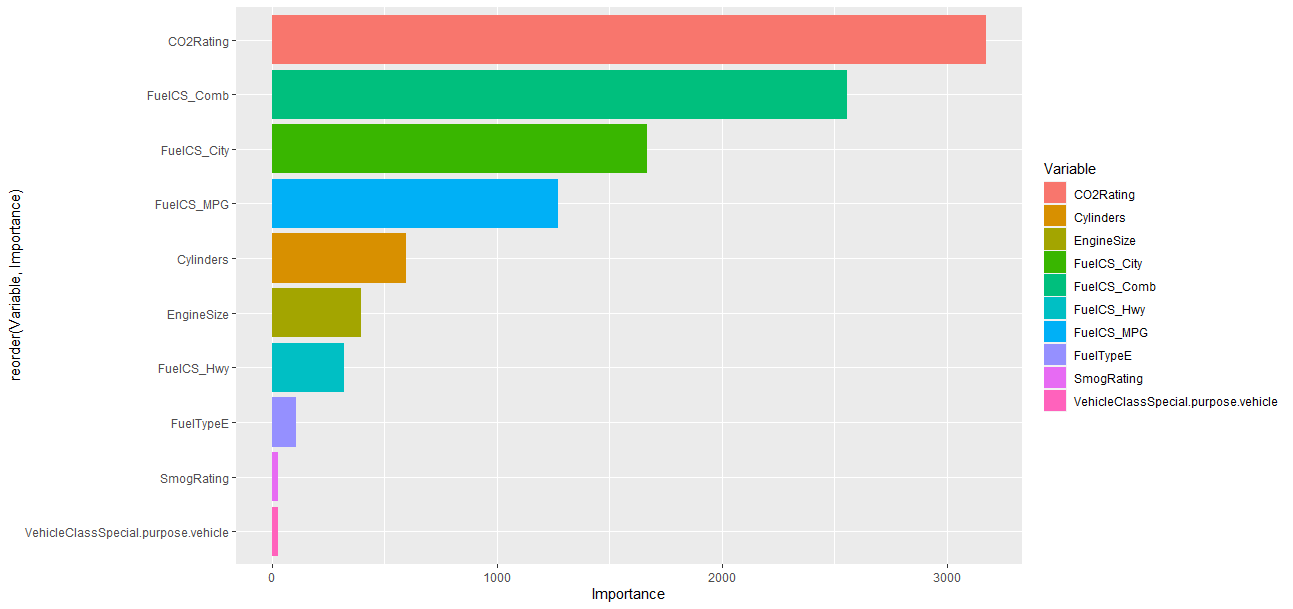 CO2Rating
FuelCS_Comb
FuelCS_City
FuelCS_MPG
Cylinders
EngineSize
FuelCS_Hwy
FuelTypeE
SmogRating
VehicleClassSpecial.purpose.vehicle
reorder(Variable, Importance)
0 1000 2000 3000
Importance
Variable
CO2Rating
Cylinders
EngineSize
FuelCS_City
FuelCS_Comb
FuelCS_Hwy
FuelCS_MPG
FuelTypeE
SmogRating
VehicleClassSpecial.purpose.vehicle